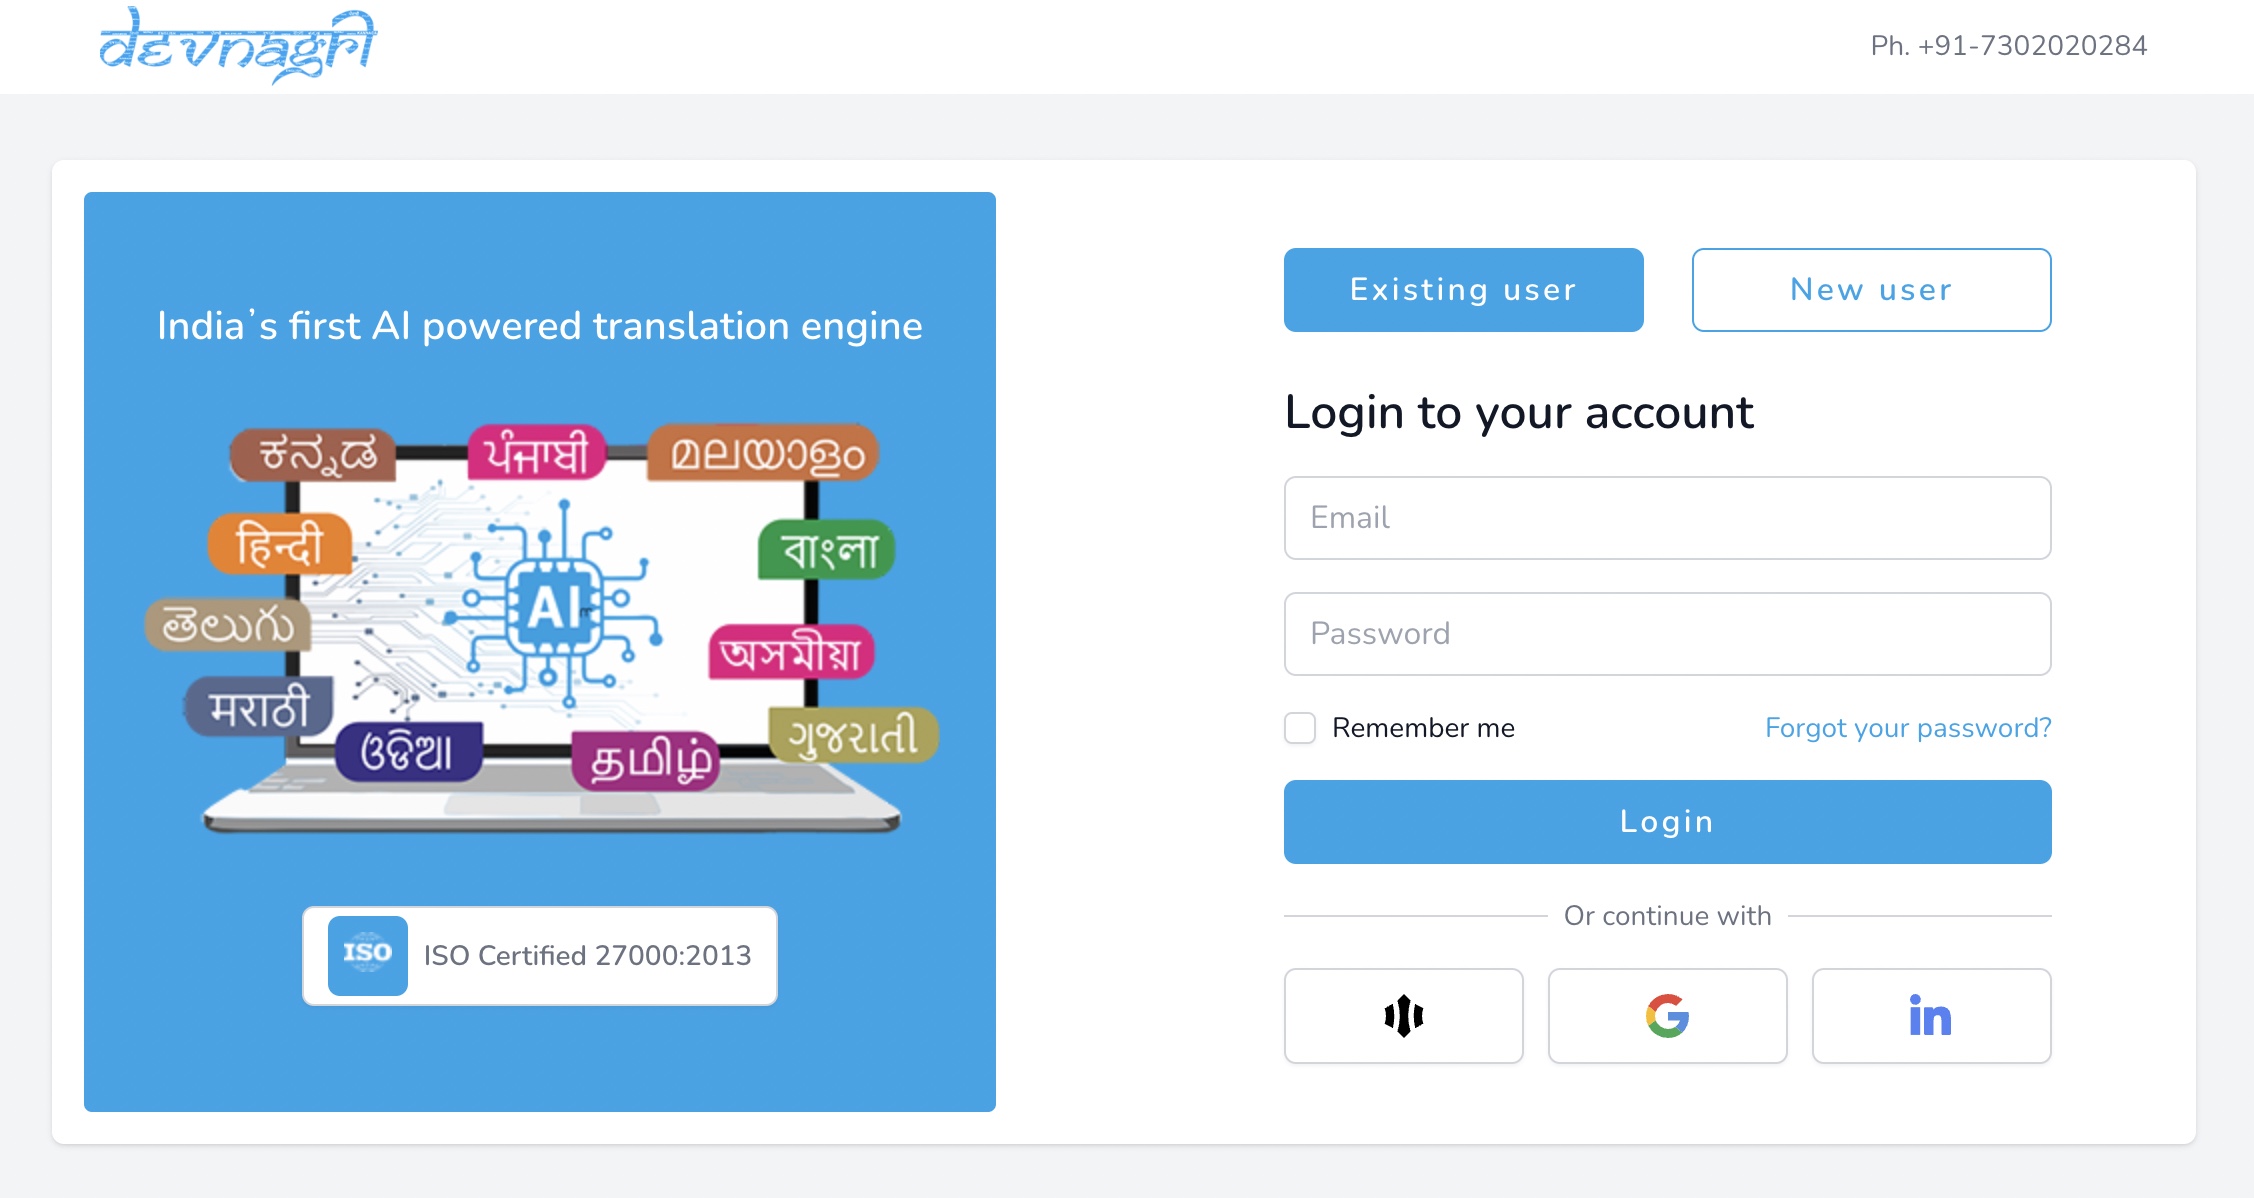 devnagri
Ph. +91-7302020284
India's first AI powered translation engine
ಕನ್ನಡ
ਪੰਜਾਬੀ
മലയാളം
हिन्दी
বাংলা
AI
తెలుగు
অসমীয়া
मराठी
ગુજરાતી
ଓଡିଆ
தமிழ்
ISO
ISO Certified 27000:2013
Existing user
New user
Login to your account
Email
Password
Remember me
Forgot your password?
Login
Or continue with
in